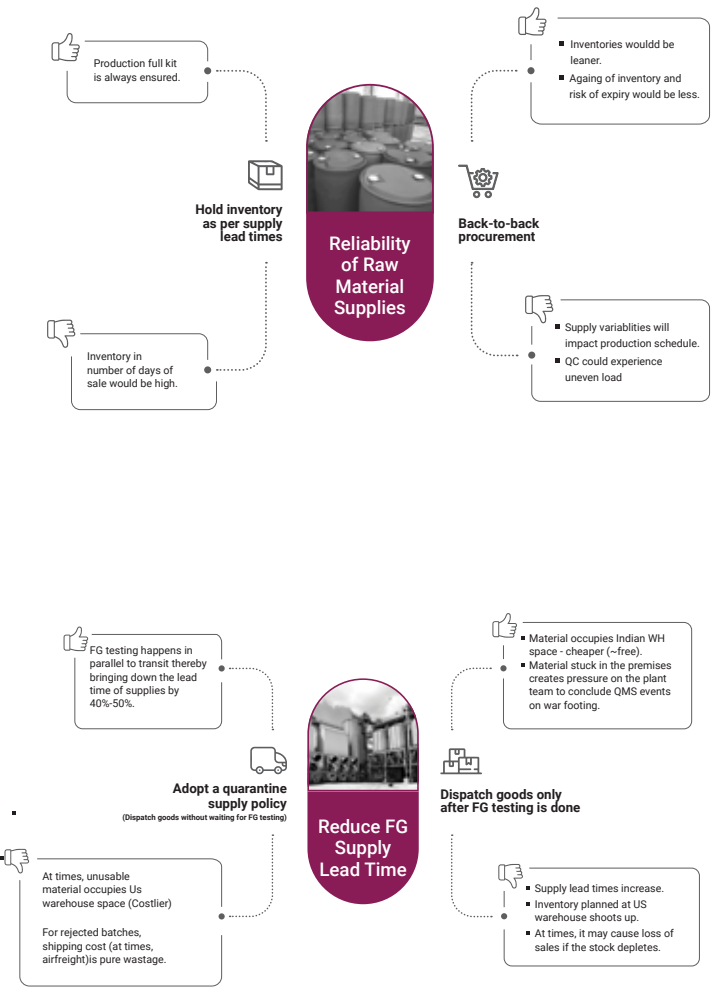 Production full kit
is always ensured.
Inventories wouldd be
leaner.
Againg of inventory and
risk of expiry would be less.
Hold inventory
as per supply
lead times
Reliability
of Raw
Material
Supplies
Back-to-back
procurement
Inventory in
number of days of
sale would be high.
Supply variablities will
impact production schedule.
QC could experience
uneven load
FG testing happens in
parallel to transit thereby
bringing down the lead
time of supplies by
40%-50%.
Material occupies Indian WH
space - cheaper (~free).
Material stuck in the premises
creates pressure on the plant
team to conclude QMS events
on war footing.
Adopt a quarantine
supply policy
(Dispatch goods without waiting for FG testing)
Reduce FG
Supply
Lead Time
Dispatch goods only
after FG testing is done
At times, unusable
material occupies Us
warehouse space (Costlier)
For rejected batches,
shipping cost (at times,
airfreight)is pure wastage.
Supply lead times increase.
Inventory planned at US
warehouse shoots up.
At times, it may cause loss of
sales if the stock depletes.